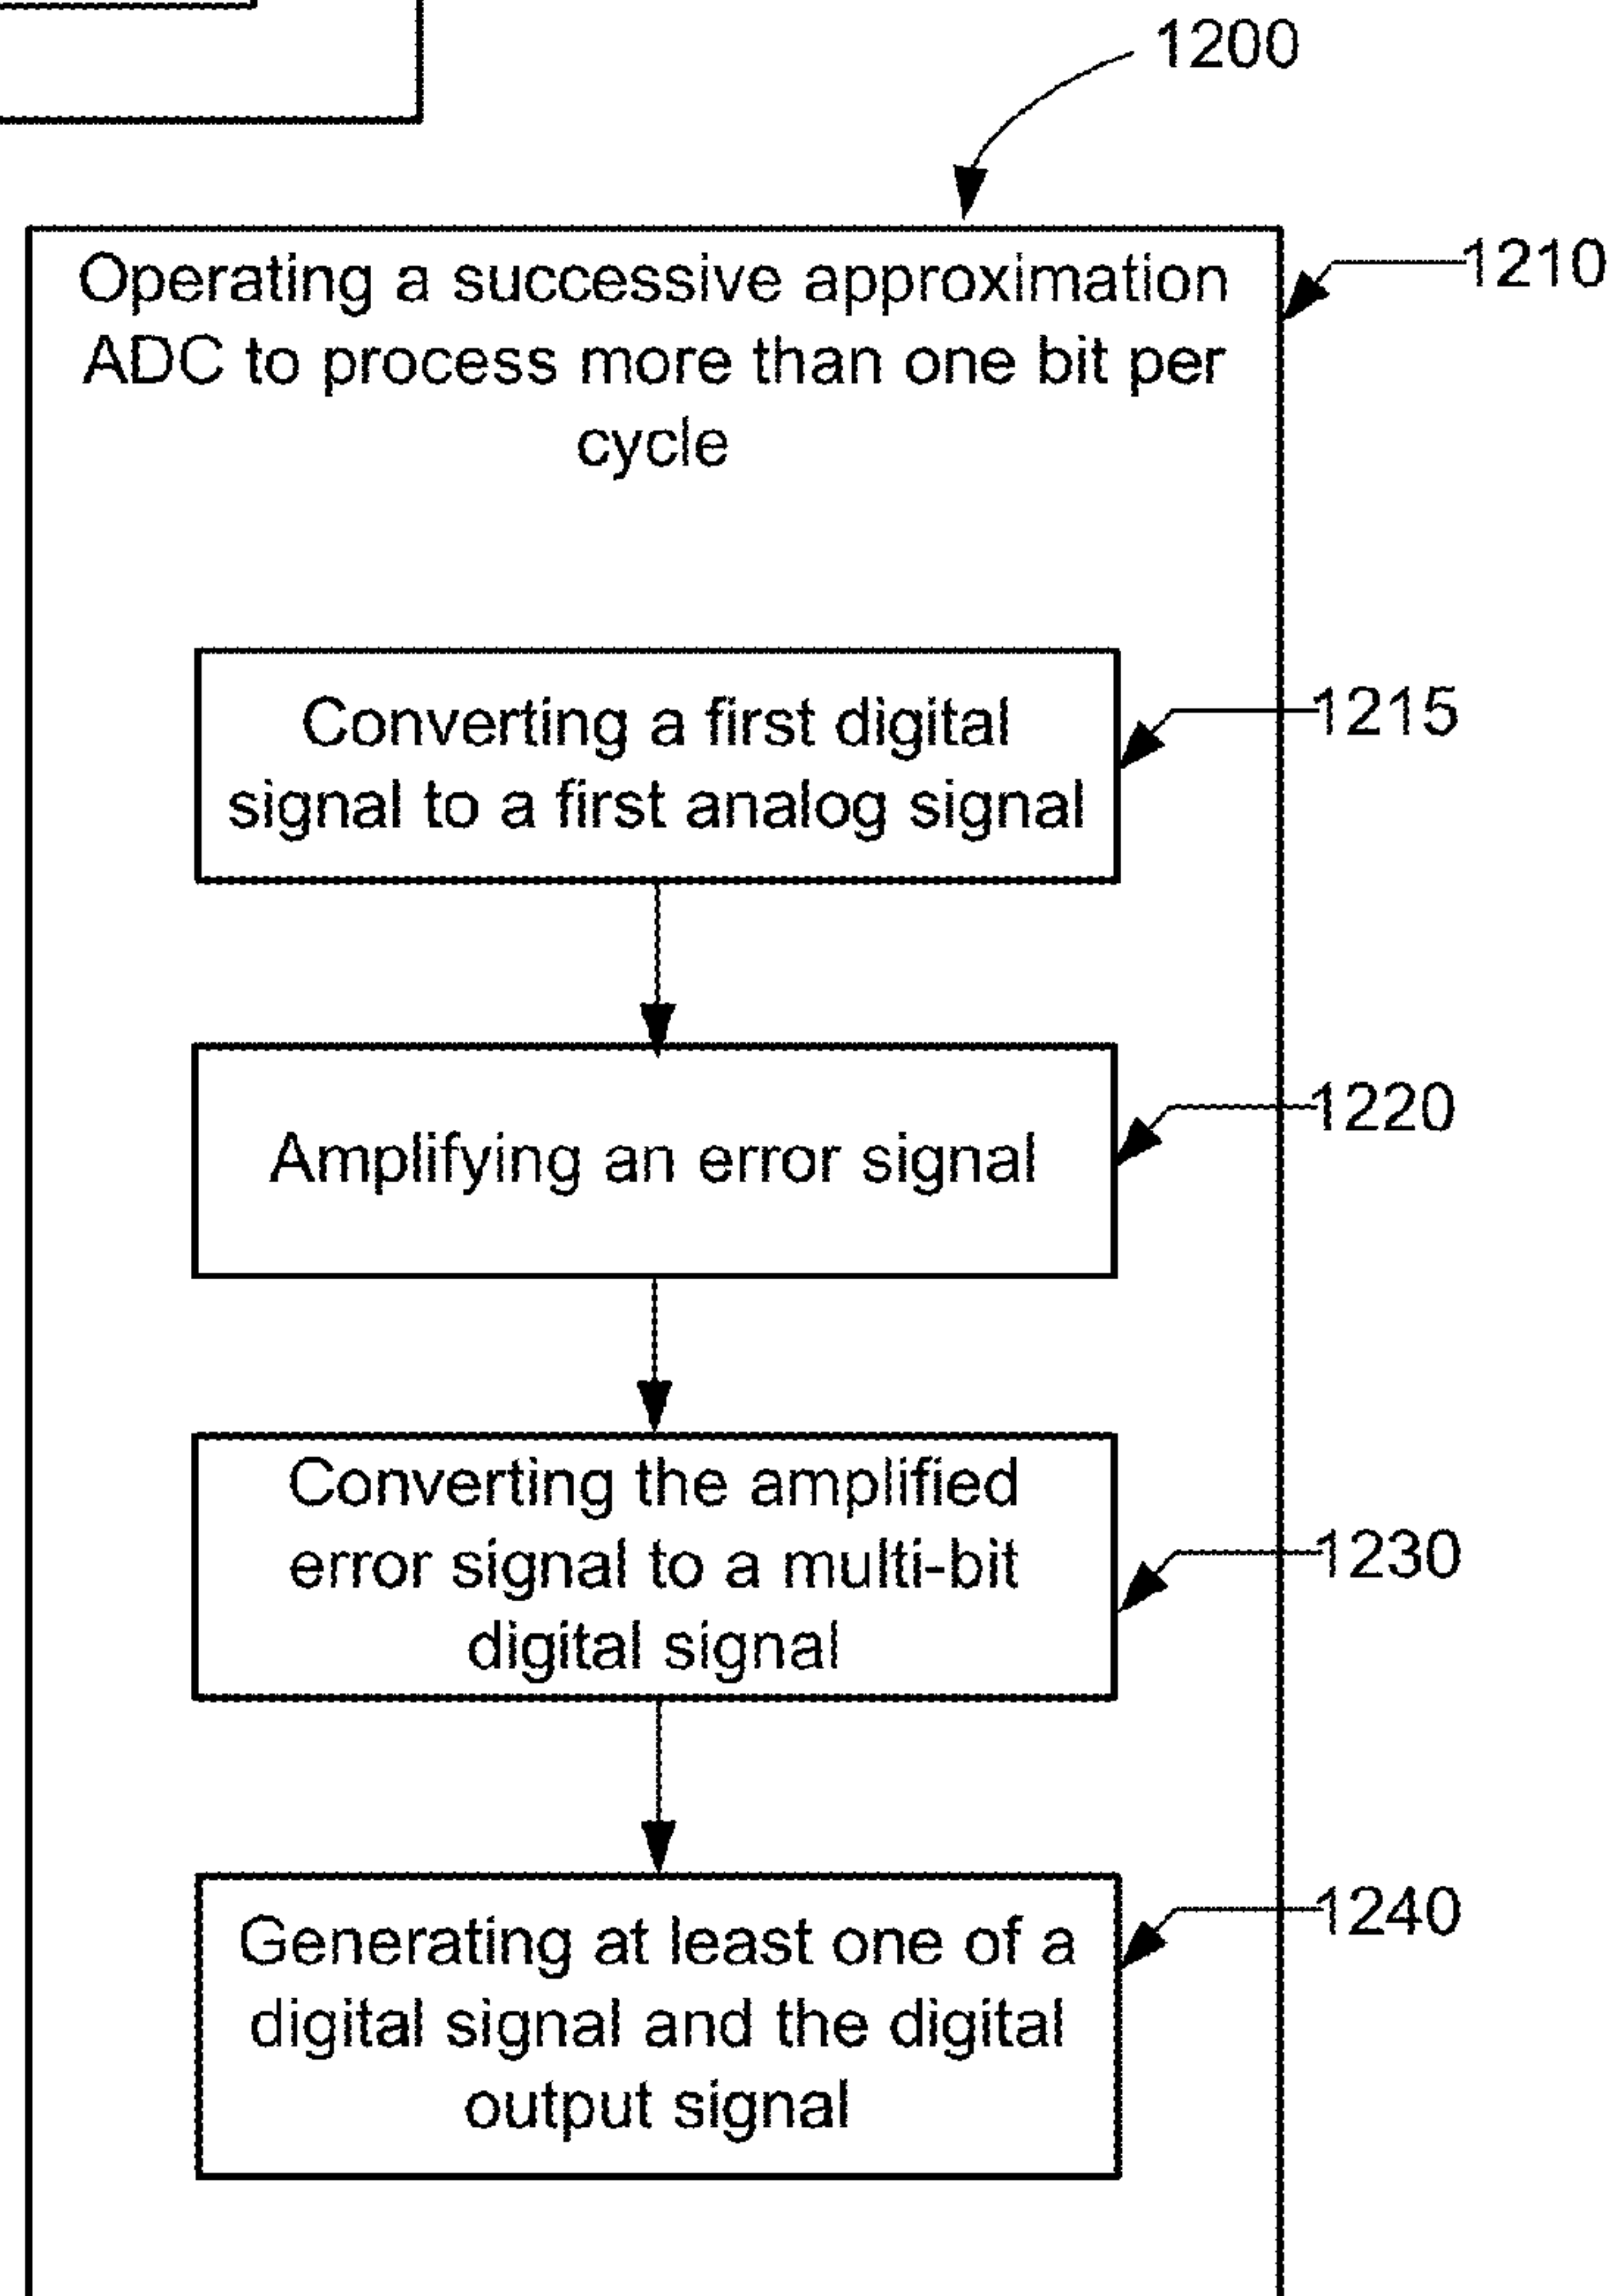 1200
Operating a successive approximation
ADC to process more than one bit per
cycle
1210
Converting a first digital
signal to a first analog signal
1215
Amplifying an error signal
1220
Converting the amplified
error signal to a multi-bit
digital signal
1230
Generating at least one of a
digital signal and the digital
output signal
1240